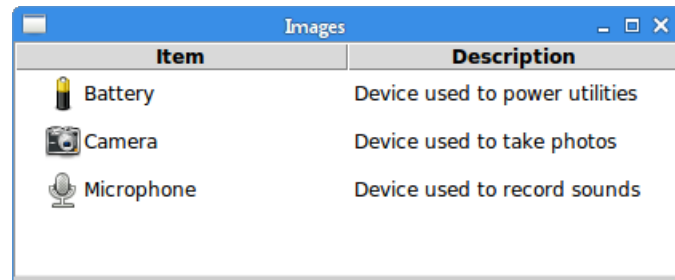 Images
Item Description
Battery Device used to power utilities
Camera Device used to take photos
Microphone Device used to record sounds